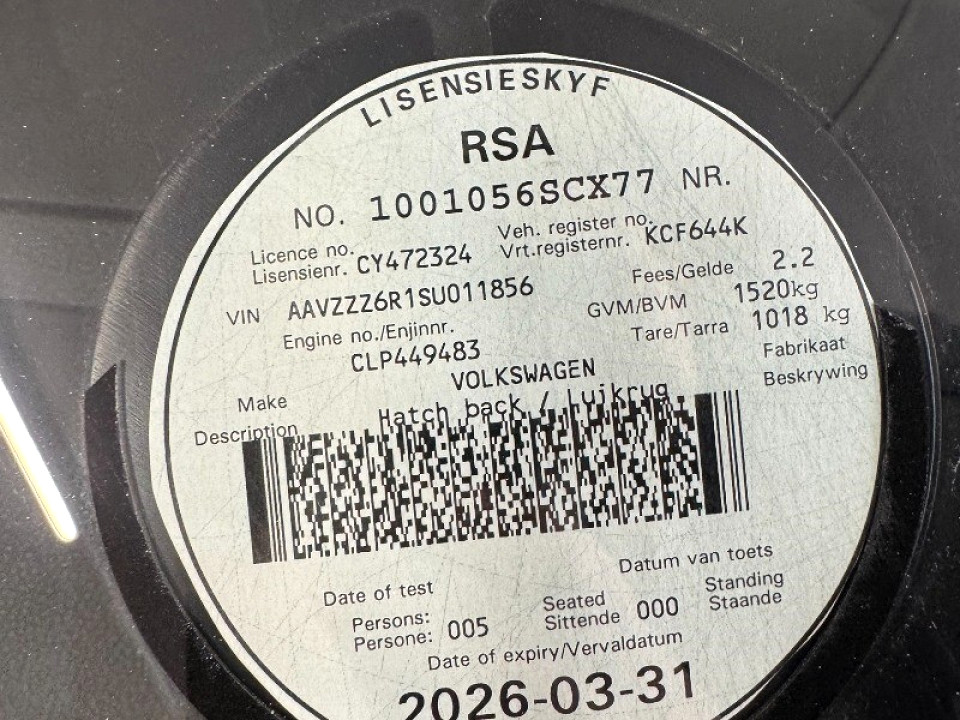 LISENSIESKYF
RSA
NO. 1001056SCX77 NR.
Licence no. Veh. register no.
Lisensienr. CY472324 Vrt.registernr. KCF644K
VIN AAVZZZ6R1SU011856 Fees/Gelde 2.2
Engine no./Enjinnr. GVM/BVM 1520kg
CLP449483 Tare/Tarra 1018 kg
Make VOLKSWAGEN Fabrikaat
Description Hatch back / Luikrug Beskrywing
Date of test Datum van toets
Persons: Seated Standing
Persone: 005 Sittende 000 Staande
Date of expiry/Vervaldatum
2026-03-31